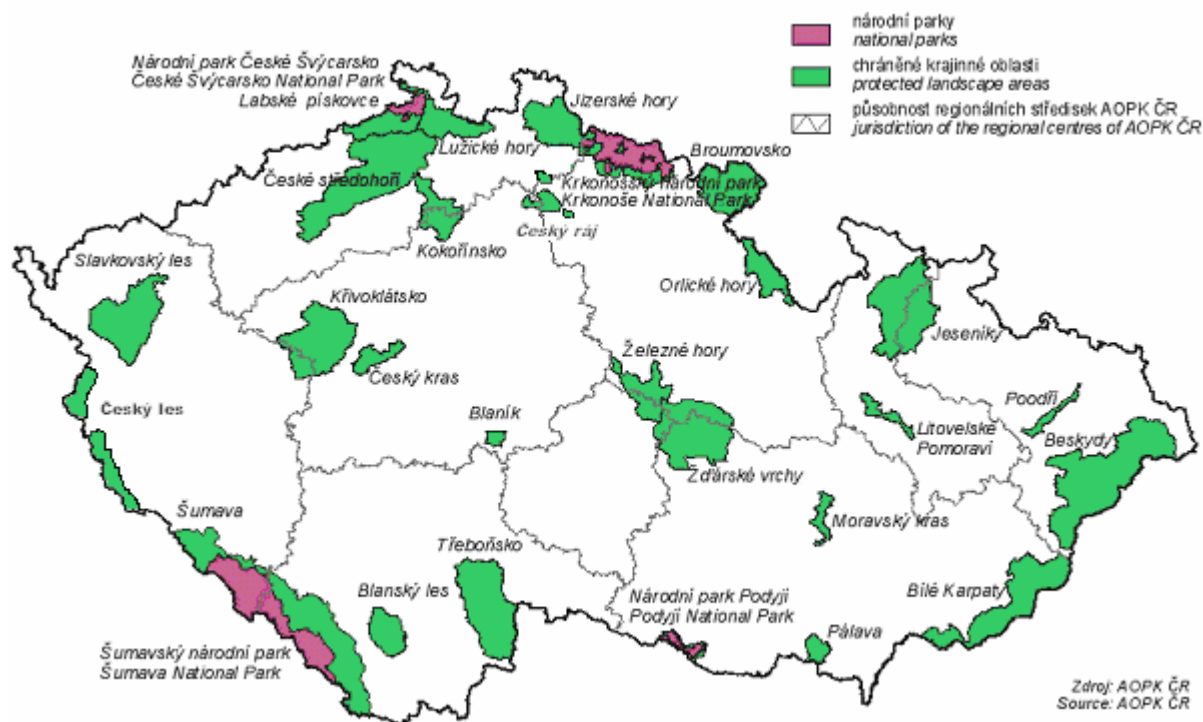 národní parky
national parks
chráněné krajinné oblasti
protected landscape areas
působnost regionálních středisek AOPK ČR
jurisdiction of the regional centres of AOPK ČR
Národní park České Švýcarsko
České Švýcarsko National Park
Labské pískovce
Jizerské hory
Lužické hory
Broumovsko
České středohoří
Krkonošský národní park
Krkonoše National Park
Český ráj
Kokořínsko
Slavkovský les
Orlické hory
Křivoklátsko
Jeseníky
Železné hory
Český kras
Český les
Blaník
Poodří
Litovelské
Pomoraví
Beskydy
Žďárské vrchy
Šumava
Moravský kras
Třeboňsko
Blanský les
Národní park Podyjí
Podyjí National Park
Bílé Karpaty
Pálava
Šumavský národní park
Šumava National Park
Zdroj: AOPK ČR
Source: AOPK ČR